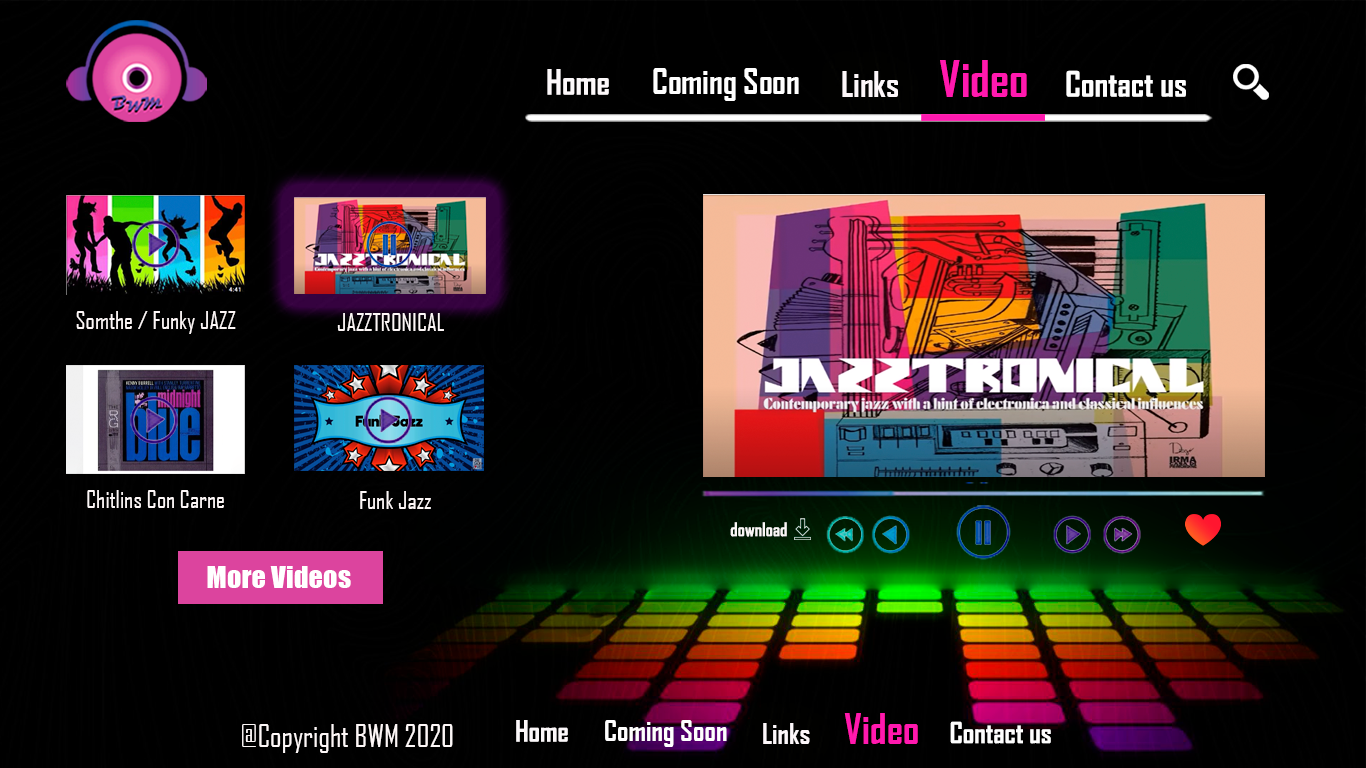 BWM
Home
Coming Soon
Links
Video
Contact us
4:41
Somthe / Funky JAZZ
JAZZTRONICAL
Contemporary jazz with a hint of electronica and classical influences
JAZZTRONICAL
KENNY BURRELL
midnight
blue
Chitlins Con Carne
Funk Jazz
Funk Jazz
More Videos
JAZZTRONICAL
Contemporary jazz with a hint of electronica and classical influences
IRMA
download
@Copyright BWM 2020
Home
Coming Soon
Links
Video
Contact us